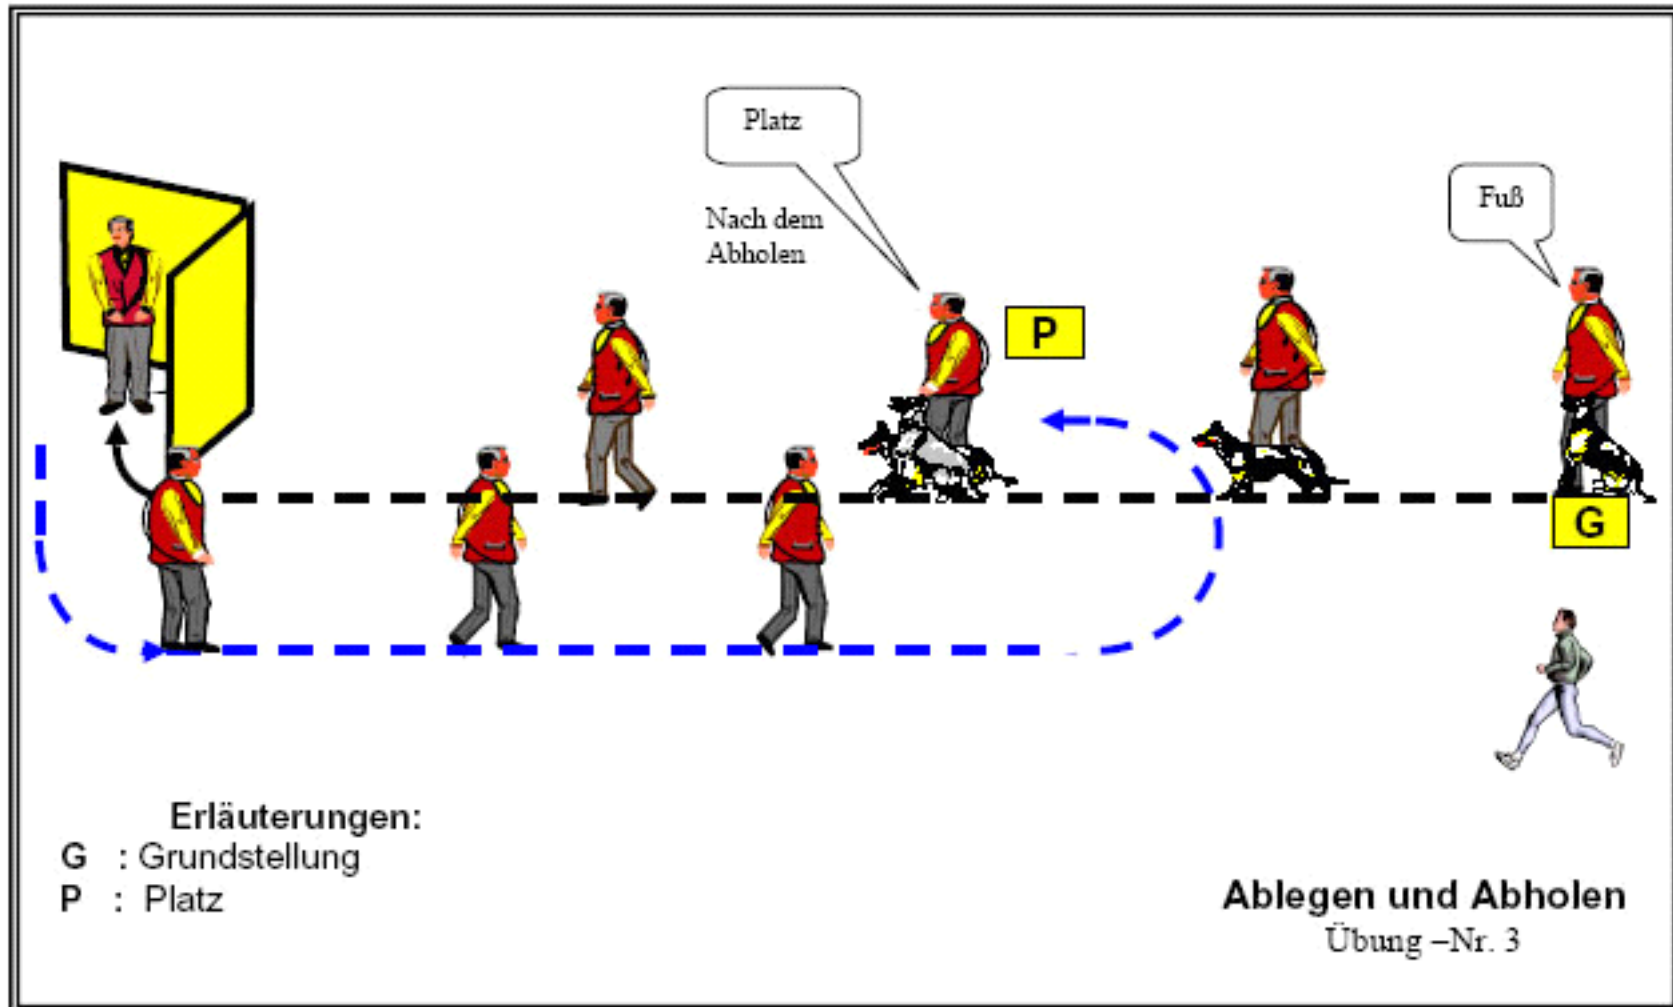 Platz
Nach dem
Abholen
Fuß
P
G
Erläuterungen:
G : Grundstellung
P : Platz
Ablegen und Abholen
Übung –Nr. 3